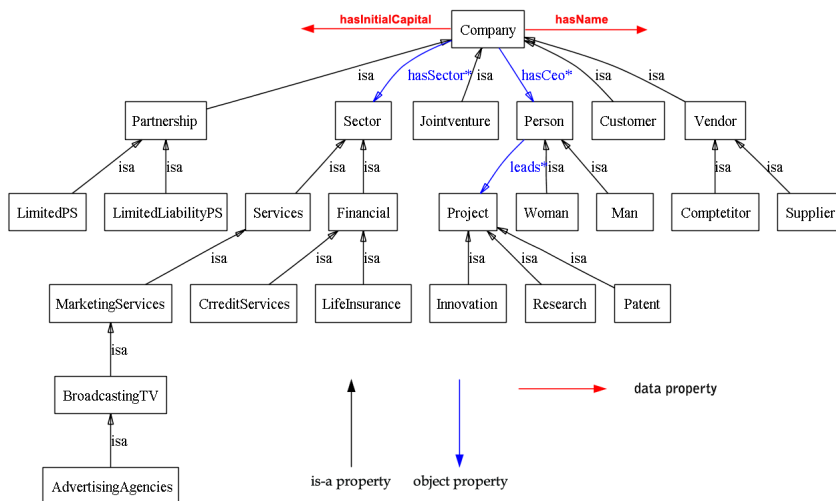 hasInitialCapital
Company
hasName
isa
hasSector*
isa
hasCeo*
isa
isa
Partnership
Sector
Jointventure
Person
Customer
Vendor
isa
isa
isa
isa
leads*
isa
isa
isa
isa
LimitedPS
LimitedLiabilityPS
Services
Financial
Project
Woman
Man
Comptetitor
Supplier
isa
isa
isa
isa
isa
isa
MarketingServices
CrreditServices
LifeInsurance
Innovation
Research
Patent
isa
BroadcastingTV
data property
isa
AdvertisingAgencies
is-a property
object property